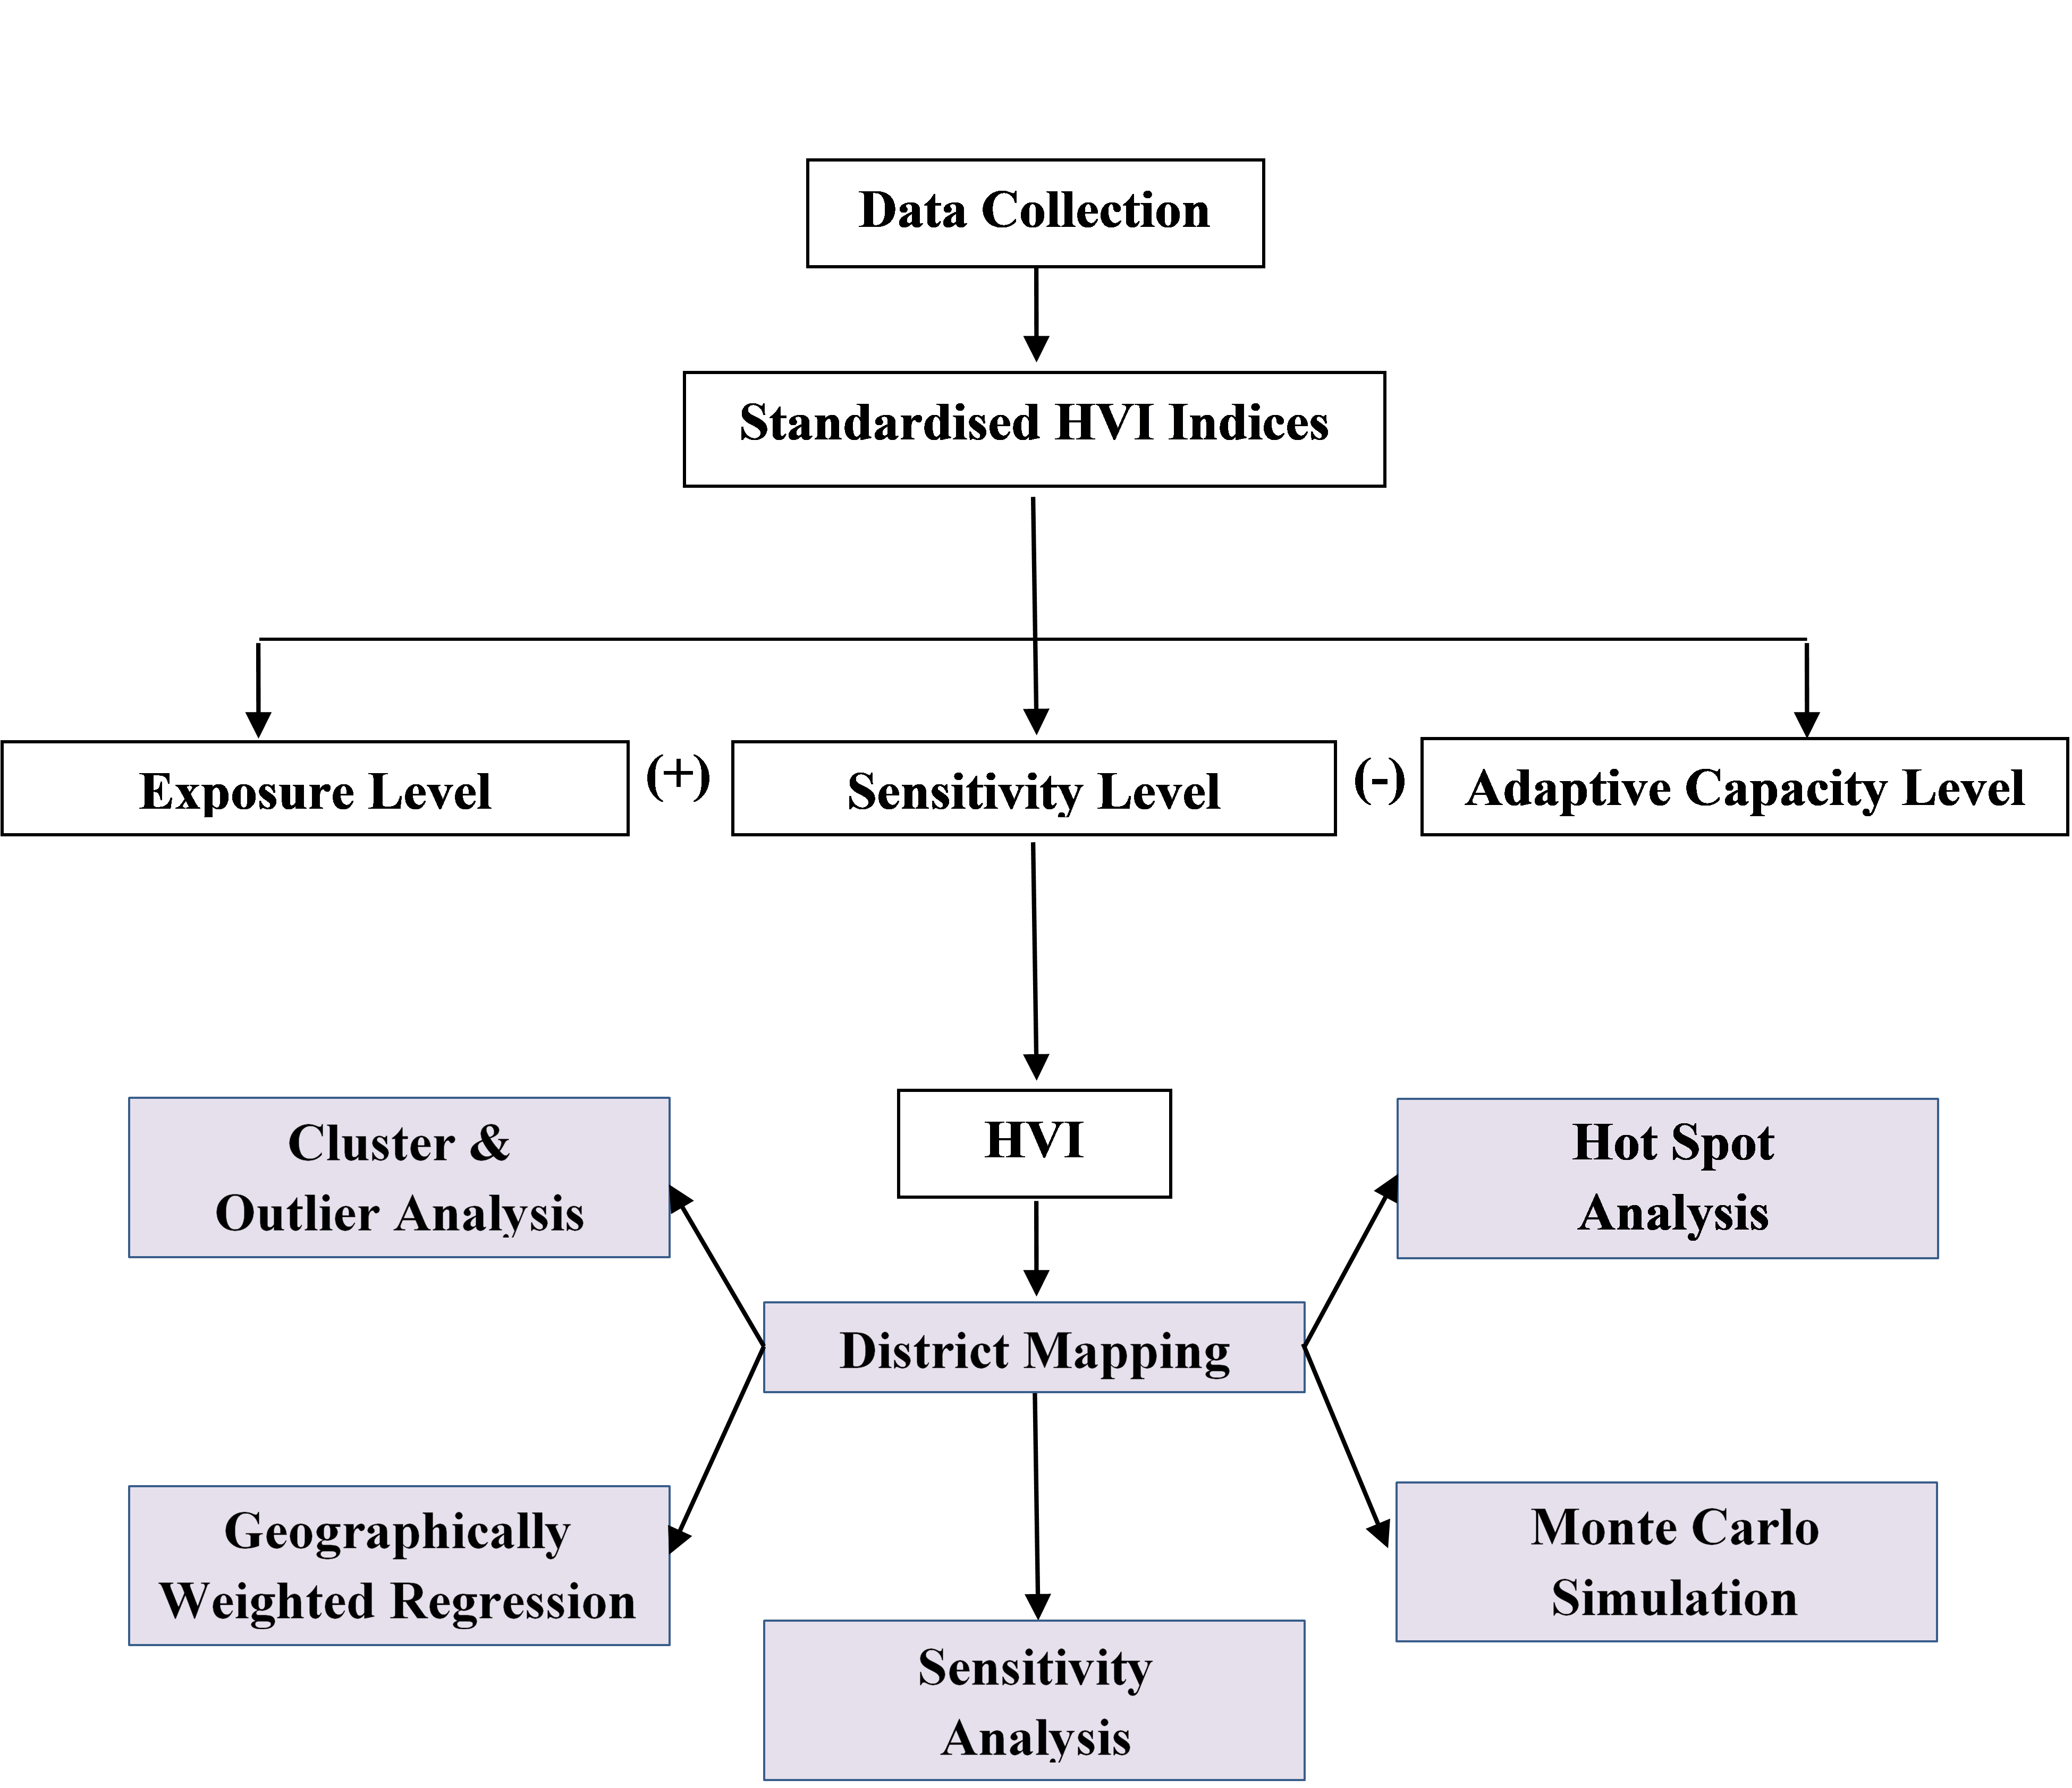 Data Collection
Standardised HVI Indices
Exposure Level
(+)
Sensitivity Level
(-)
Adaptive Capacity Level
Cluster &
Outlier Analysis
HVI
Hot Spot
Analysis
District Mapping
Geographically
Weighted Regression
Monte Carlo
Simulation
Sensitivity
Analysis